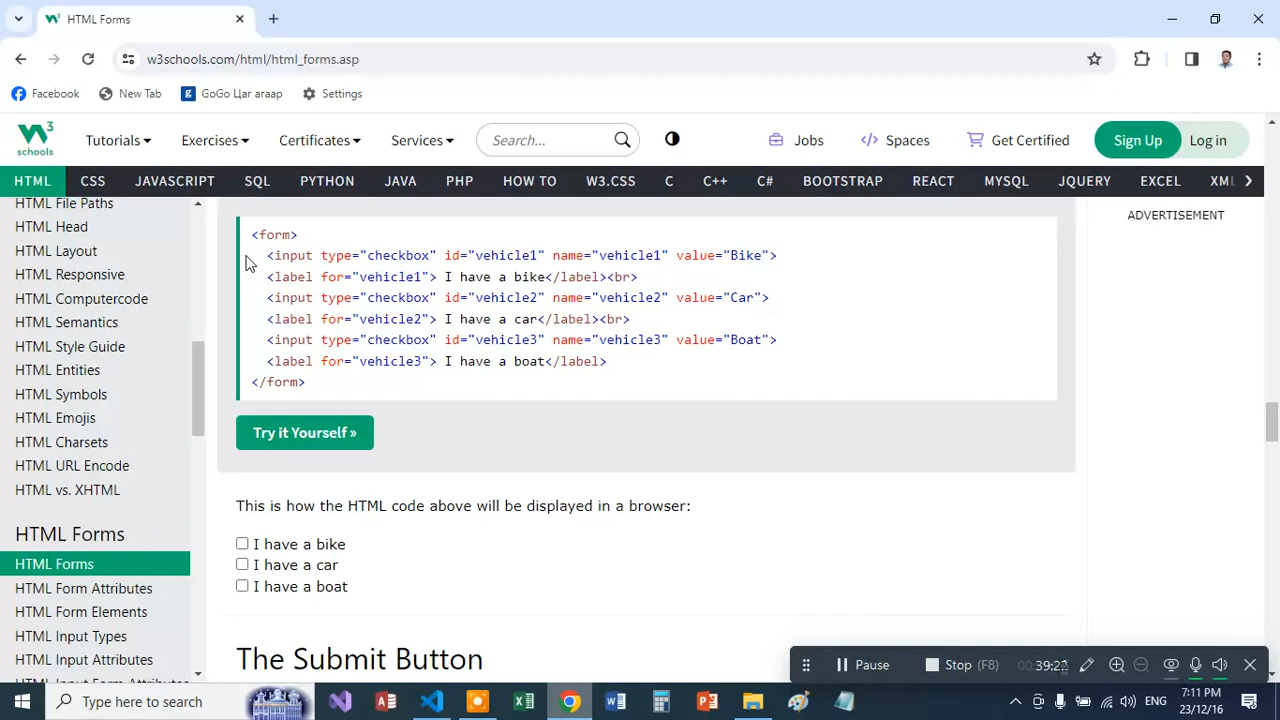 HTML Forms
w3schools.com/html/html_forms.asp
Facebook
New Tab
GoGo Цаг агаар
Settings
W3
schools
Tutorials
Exercises
Certificates
Services
Search...
Jobs
Spaces
Get Certified
Sign Up
Log in
HTML CSS JAVASCRIPT SQL PYTHON JAVA PHP HOW TO W3.CSS C C++ C# BOOTSTRAP REACT MYSQL JQUERY EXCEL XML
HTML File Paths
HTML Head
HTML Layout
HTML Responsive
HTML Computercode
HTML Semantics
HTML Style Guide
HTML Entities
HTML Symbols
HTML Emojis
HTML Charsets
HTML URL Encode
HTML vs. XHTML
HTML Forms
HTML Forms
HTML Form Attributes
HTML Form Elements
HTML Input Types
HTML Input Attributes
<form>
<input type="checkbox" id="vehicle1" name="vehicle1" value="Bike">
<label for="vehicle1"> I have a bike</label><br>
<input type="checkbox" id="vehicle2" name="vehicle2" value="Car">
<label for="vehicle2"> I have a car</label><br>
<input type="checkbox" id="vehicle3" name="vehicle3" value="Boat">
<label for="vehicle3"> I have a boat</label>
</form>
Try it Yourself »
This is how the HTML code above will be displayed in a browser:
I have a bike
I have a car
I have a boat
The Submit Button
ADVERTISEMENT
Pause
Stop (F8)
Type here to search
ENG
7:11 PM
23/12/16